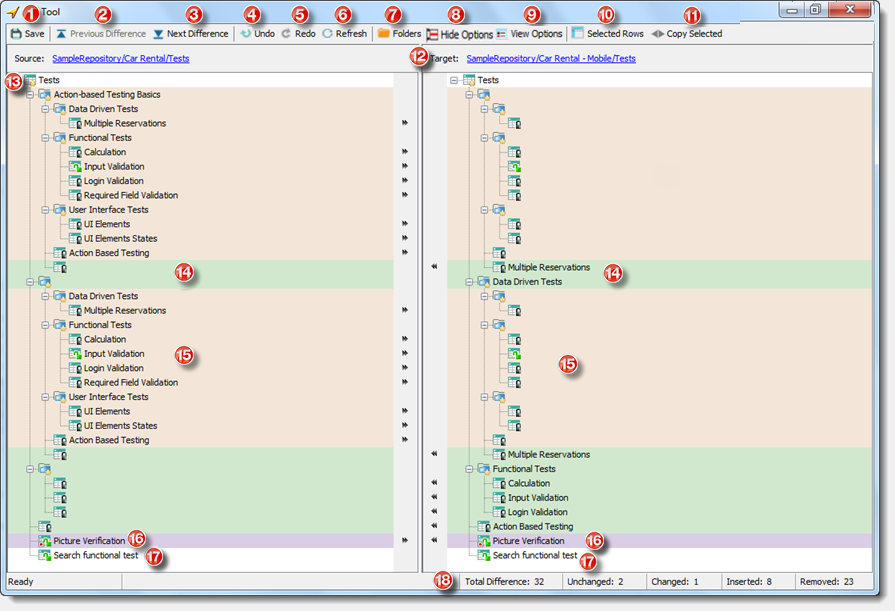 1 Tool 2 3 4 5 6 7 8 9 10 11
Save Previous Difference Next Difference Undo Redo Refresh Folders Hide Options View Options Selected Rows Copy Selected
Source: SampleRepository/Car Rental/Tests 12 Target: SampleRepository/Car Rental - Mobile/Tests
13 Tests Tests
Action-based Testing Basics
Data Driven Tests
Multiple Reservations »
Functional Tests
Calculation »
Input Validation »
Login Validation »
Required Field Validation »
User Interface Tests
UI Elements »
UI Elements States »
Action Based Testing »
14 « Multiple Reservations 14
Data Driven Tests
Data Driven Tests
Multiple Reservations »
Functional Tests
Calculation »
Input Validation 15 » 15
Login Validation »
Required Field Validation »
User Interface Tests
UI Elements »
UI Elements States »
Action Based Testing »
« Multiple Reservations
Functional Tests
« Calculation
« Input Validation
« Login Validation
« Action Based Testing
Picture Verification 16 » « Picture Verification 16
Search functional test 17 Search functional test 17
Ready 18 Total Difference: 32 Unchanged: 2 Changed: 1 Inserted: 8 Removed: 23